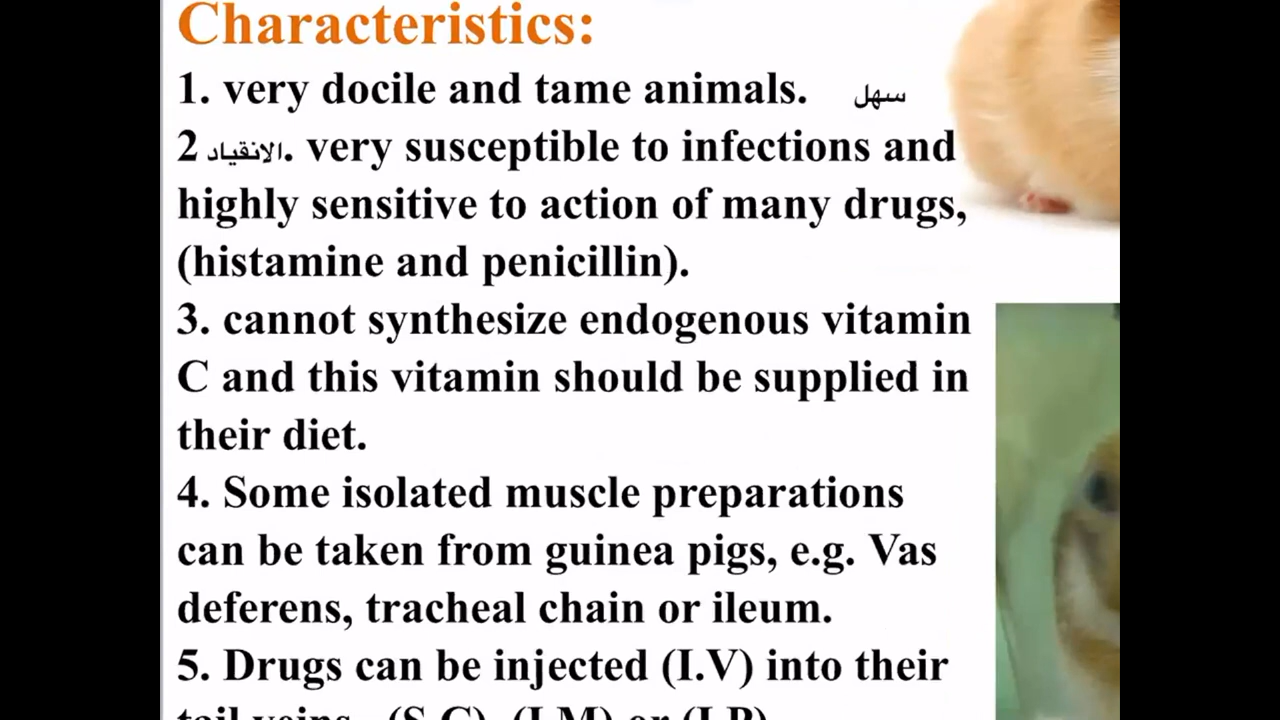 Characteristics:
1. very docile and tame animals. سهل
2 الانقياد. very susceptible to infections and
highly sensitive to action of many drugs,
(histamine and penicillin).
3. cannot synthesize endogenous vitamin
C and this vitamin should be supplied in
their diet.
4. Some isolated muscle preparations
can be taken from guinea pigs, e.g. Vas
deferens, tracheal chain or ileum.
5. Drugs can be injected (I.V) into their
tail veins, (S.C), (I.M) or (I.P)